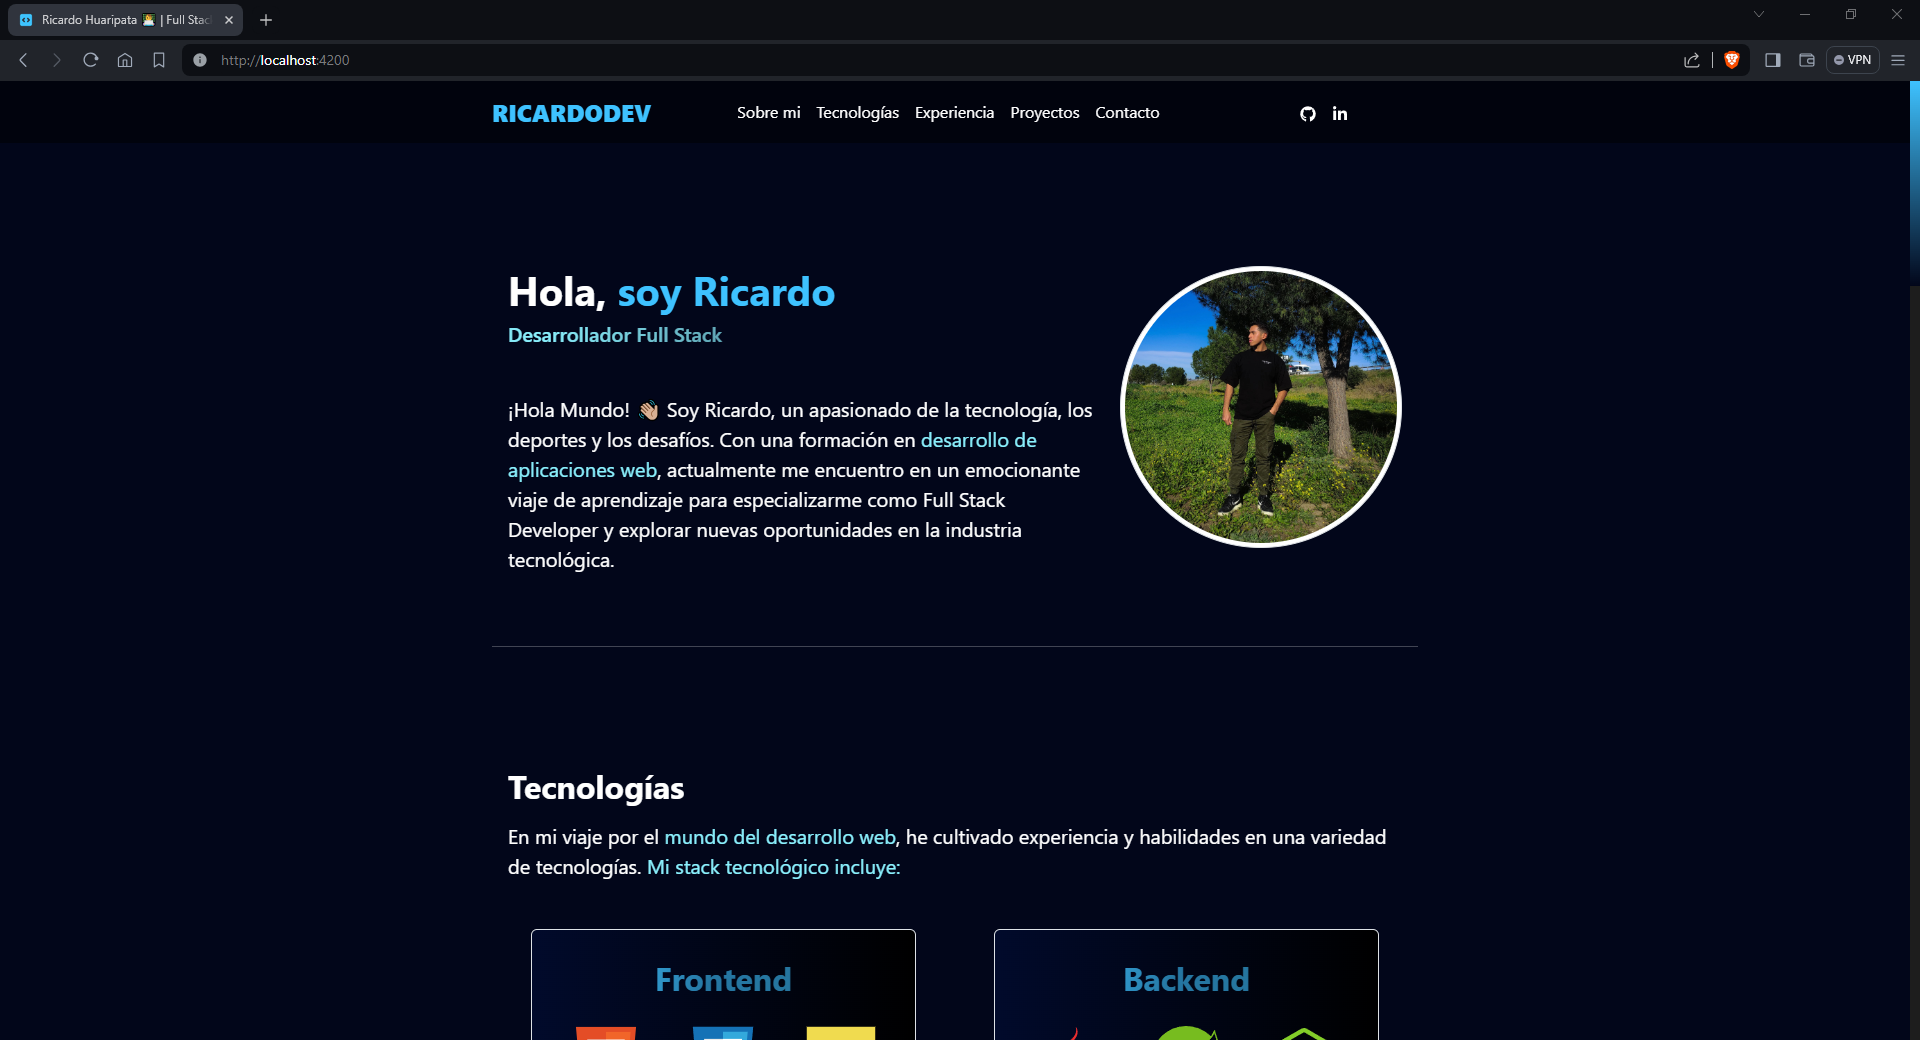 Ricardo Huaripata 👨‍💻 | Full Stac
http://localhost:4200
VPN
RICARDODEV
Sobre mi Tecnologías Experiencia Proyectos Contacto
in
Hola, soy Ricardo
Desarrollador Full Stack
¡Hola Mundo! 👋🏼 Soy Ricardo, un apasionado de la tecnología, los
deportes y los desafíos. Con una formación en desarrollo de
aplicaciones web, actualmente me encuentro en un emocionante
viaje de aprendizaje para especializarme como Full Stack
Developer y explorar nuevas oportunidades en la industria
tecnológica.
Tecnologías
En mi viaje por el mundo del desarrollo web, he cultivado experiencia y habilidades en una variedad
de tecnologías. Mi stack tecnológico incluye:
Frontend
Backend